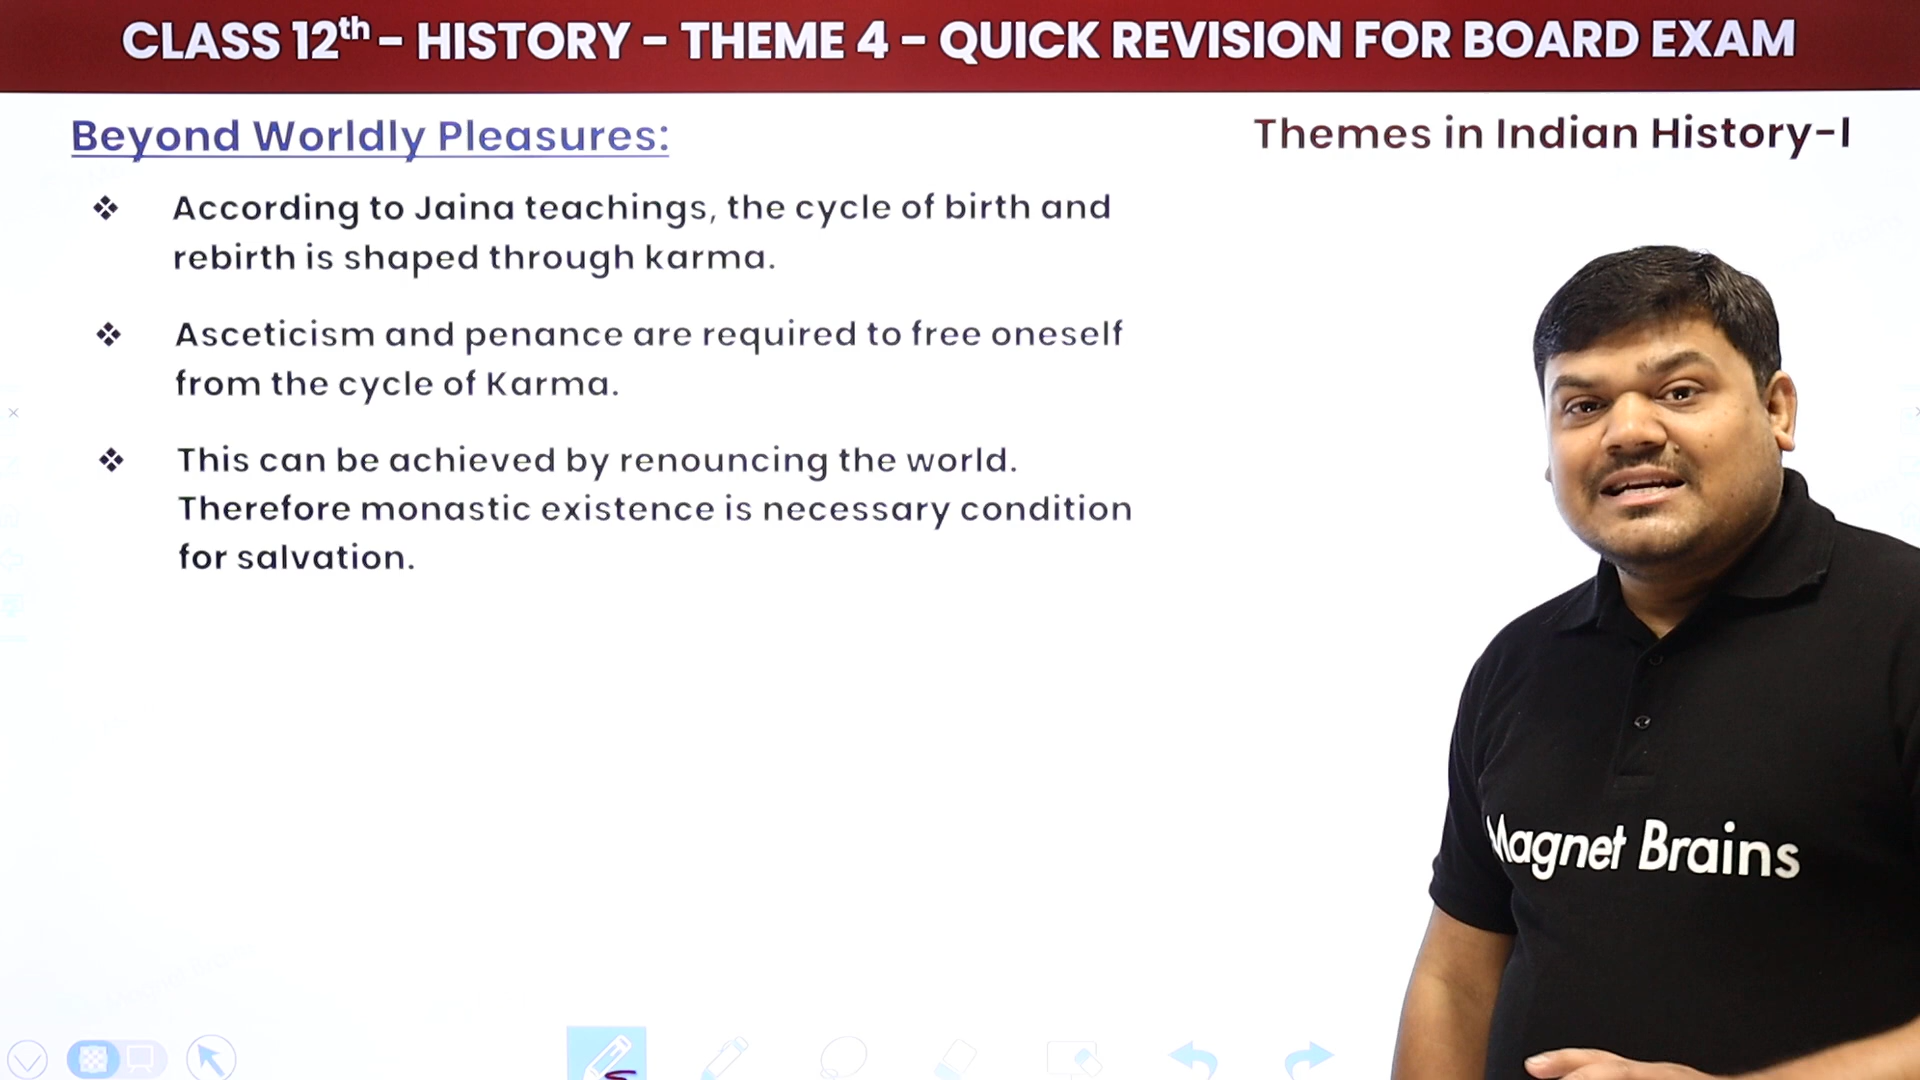 CLASS 12th - HISTORY - THEME 4 - QUICK REVISION FOR BOARD EXAM
Beyond Worldly Pleasures:
Themes in Indian History-I
❖ According to Jaina teachings, the cycle of birth and
rebirth is shaped through karma.
❖ Asceticism and penance are required to free oneself
from the cycle of Karma.
❖ This can be achieved by renouncing the world.
Therefore monastic existence is necessary condition
for salvation.
Magnet Brains